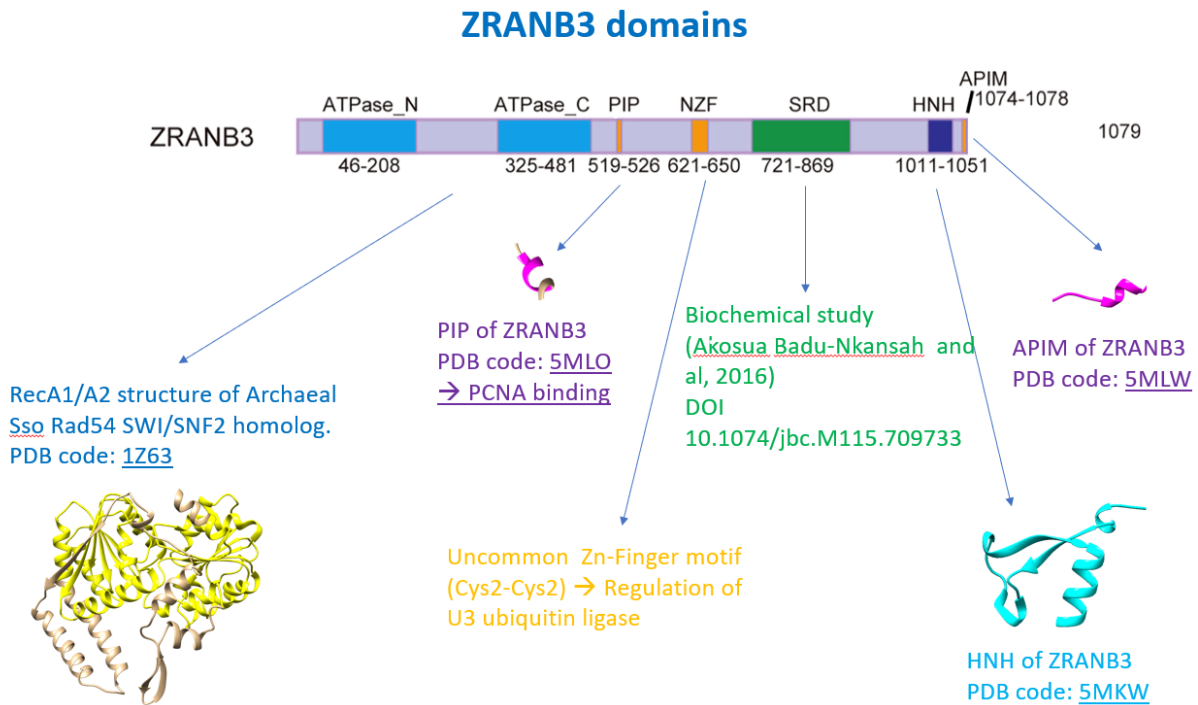 ZRANB3 domains
APIM
1074-1078
ATPase_N
ATPase_C
PIP
NZF
SRD
HNH
ZRANB3
1079
46-208
325-481
519-526
621-650
721-869
1011-1051
PIP of ZRANB3
PDB code: 5MLO
→ PCNA binding
Biochemical study
(Akosua Badu-Nkansah and
al, 2016)
DOI
10.1074/jbc.M115.709733
APIM of ZRANB3
PDB code: 5MLW
RecA1/A2 structure of Archaeal
Sso Rad54 SWI/SNF2 homolog.
PDB code: 1Z63
Uncommon Zn-Finger motif
(Cys2-Cys2) → Regulation of
U3 ubiquitin ligase
HNH of ZRANB3
PDB code: 5MKW